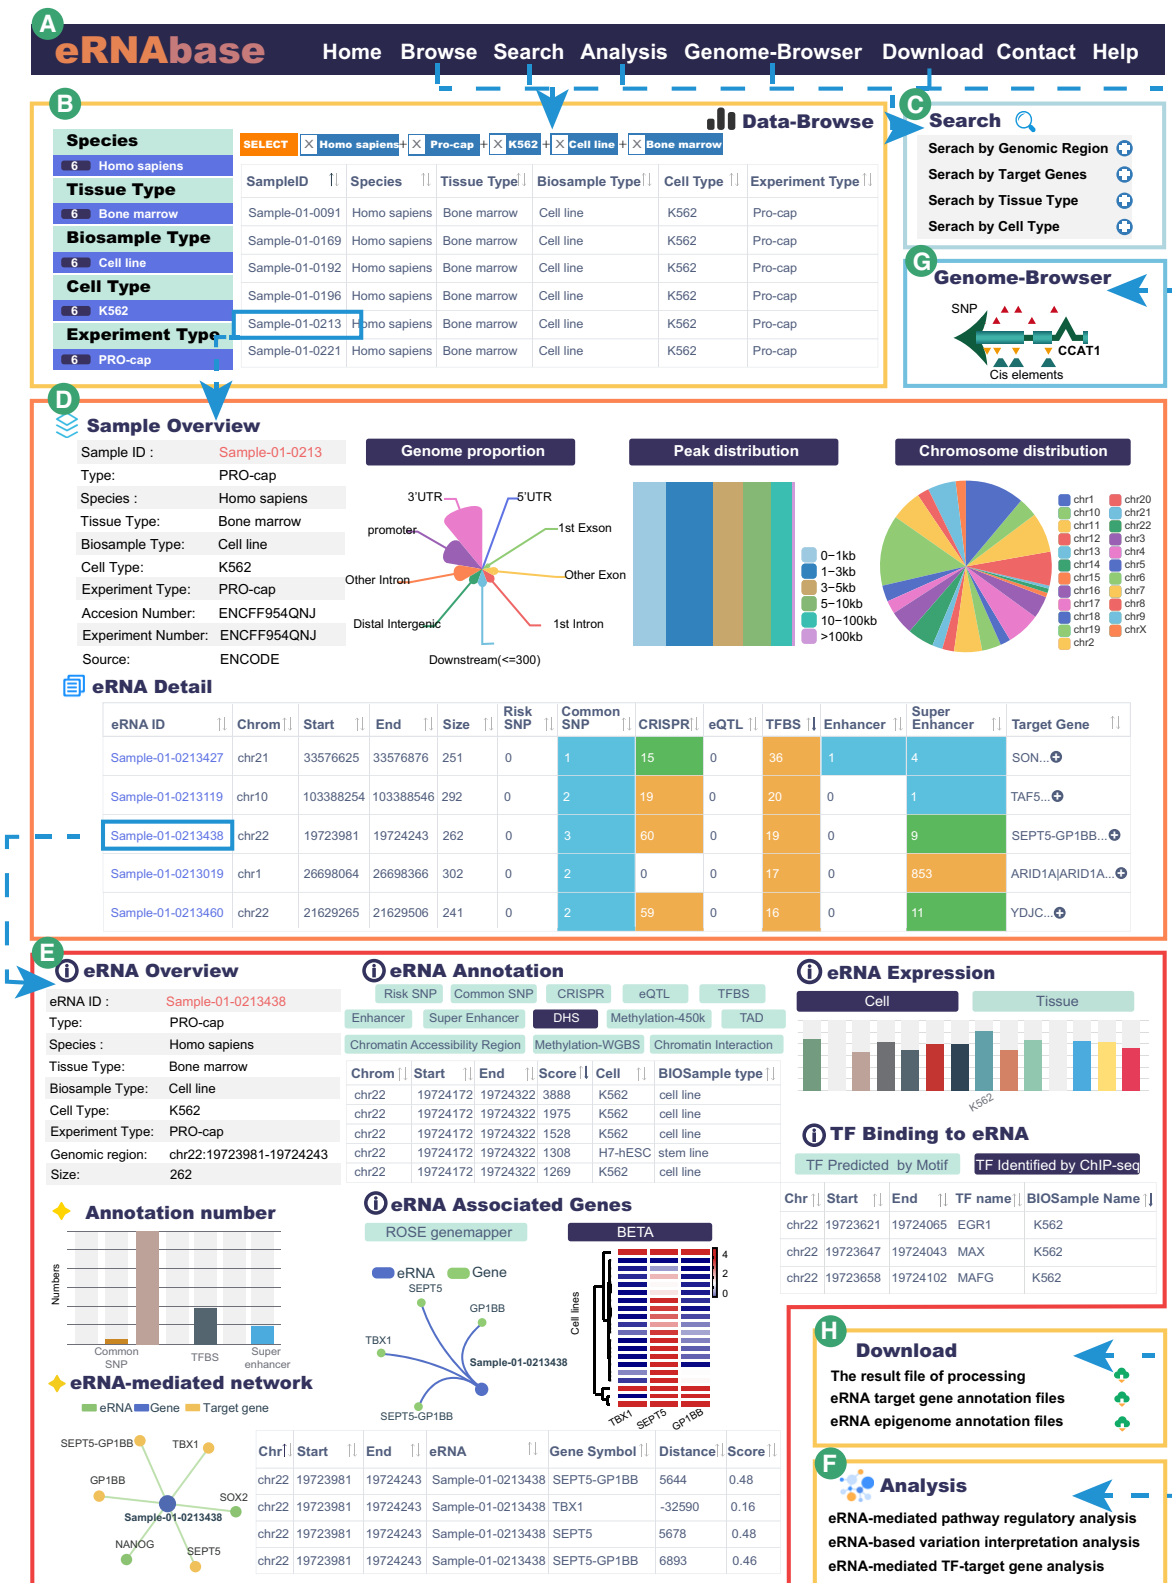 A
eRNAbase
Home Browse Search Analysis Genome-Browser Download Contact Help
B
Data-Browse
Species
6 Homo sapiens
Tissue Type
6 Bone marrow
Biosample Type
6 Cell line
Cell Type
6 K562
Experiment Type
6 PRO-cap
SELECT X Homo sapiens + X Pro-cap + X K562 + X Cell line + X Bone marrow
SampleID Species Tissue Type Biosample Type Cell Type Experiment Type
Sample-01-0091 Homo sapiens Bone marrow Cell line K562 Pro-cap
Sample-01-0169 Homo sapiens Bone marrow Cell line K562 Pro-cap
Sample-01-0192 Homo sapiens Bone marrow Cell line K562 Pro-cap
Sample-01-0196 Homo sapiens Bone marrow Cell line K562 Pro-cap
Sample-01-0213 Homo sapiens Bone marrow Cell line K562 Pro-cap
Sample-01-0221 Homo sapiens Bone marrow Cell line K562 Pro-cap
C
Search
Serach by Genomic Region
Serach by Target Genes
Serach by Tissue Type
Serach by Cell Type
G
Genome-Browser
SNP
CCAT1
Cis elements
D
Sample Overview
Sample ID : Sample-01-0213
Type: PRO-cap
Species : Homo sapiens
Tissue Type: Bone marrow
Biosample Type: Cell line
Cell Type: K562
Experiment Type: PRO-cap
Accesion Number: ENCFF954QNJ
Experiment Number: ENCFF954QNJ
Source: ENCODE
Genome proportion
3'UTR
5'UTR
promoter
1st Exson
Other Intron
Other Exon
Distal Intergenic
1st Intron
Downstream(<=300)
Peak distribution
0−1kb
1−3kb
3−5kb
5−10kb
10−100kb
>100kb
Chromosome distribution
chr1 chr20
chr10 chr21
chr11 chr22
chr12 chr3
chr13 chr4
chr14 chr5
chr15 chr6
chr16 chr7
chr17 chr8
chr18 chr9
chr19 chrX
chr2
eRNA Detail
eRNA ID Chrom Start End Size Risk SNP Common SNP CRISPR eQTL TFBS Enhancer Super Enhancer Target Gene
Sample-01-0213427 chr21 33576625 33576876 251 0 1 15 0 36 1 4 SON...
Sample-01-0213119 chr10 103388254 103388546 292 0 2 19 0 20 0 1 TAF5...
Sample-01-0213438 chr22 19723981 19724243 262 0 3 60 0 19 0 9 SEPT5-GP1BB...
Sample-01-0213019 chr1 26698064 26698366 302 0 2 0 0 17 0 853 ARID1A|ARID1A...
Sample-01-0213460 chr22 21629265 21629506 241 0 2 59 0 16 0 11 YDJC...
E
eRNA Overview
eRNA ID : Sample-01-0213438
Type: PRO-cap
Species : Homo sapiens
Tissue Type: Bone marrow
Biosample Type: Cell line
Cell Type: K562
Experiment Type: PRO-cap
Genomic region: chr22:19723981-19724243
Size: 262
eRNA Annotation
Risk SNP Common SNP CRISPR eQTL TFBS
Enhancer Super Enhancer DHS Methylation-450k TAD
Chromatin Accessibility Region Methylation-WGBS Chromatin Interaction
Chrom Start End Score Cell BIOSample type
chr22 19724172 19724322 3888 K562 cell line
chr22 19724172 19724322 1975 K562 cell line
chr22 19724172 19724322 1528 K562 cell line
chr22 19724172 19724322 1308 H7-hESC stem line
chr22 19724172 19724322 1269 K562 cell line
eRNA Expression
Cell Tissue
K562
TF Binding to eRNA
TF Predicted by Motif TF Identified by ChIP-seq
Chr Start End TF name BIOSample Name
chr22 19723621 19724065 EGR1 K562
chr22 19723647 19724043 MAX K562
chr22 19723658 19724102 MAFG K562
Annotation number
Numbers
Common SNP
TFBS
Super enhancer
eRNA Associated Genes
ROSE genemapper BETA
eRNA Gene
SEPT5
GP1BB
TBX1
Sample-01-0213438
SEPT5-GP1BB
Cell lines
4
2
0
TBX1 SEPT5 GP1BB
eRNA-mediated network
eRNA Gene Target gene
SEPT5-GP1BB
TBX1
GP1BB
SOX2
Sample-01-0213438
NANOG
SEPT5
Chr Start End eRNA Gene Symbol Distance Score
chr22 19723981 19724243 Sample-01-0213438 SEPT5-GP1BB 5644 0.48
chr22 19723981 19724243 Sample-01-0213438 TBX1 -32590 0.16
chr22 19723981 19724243 Sample-01-0213438 SEPT5 5678 0.48
chr22 19723981 19724243 Sample-01-0213438 SEPT5-GP1BB 6893 0.46
H
Download
The result file of processing
eRNA target gene annotation files
eRNA epigenome annotation files
F
Analysis
eRNA-mediated pathway regulatory analysis
eRNA-based variation interpretation analysis
eRNA-mediated TF-target gene analysis